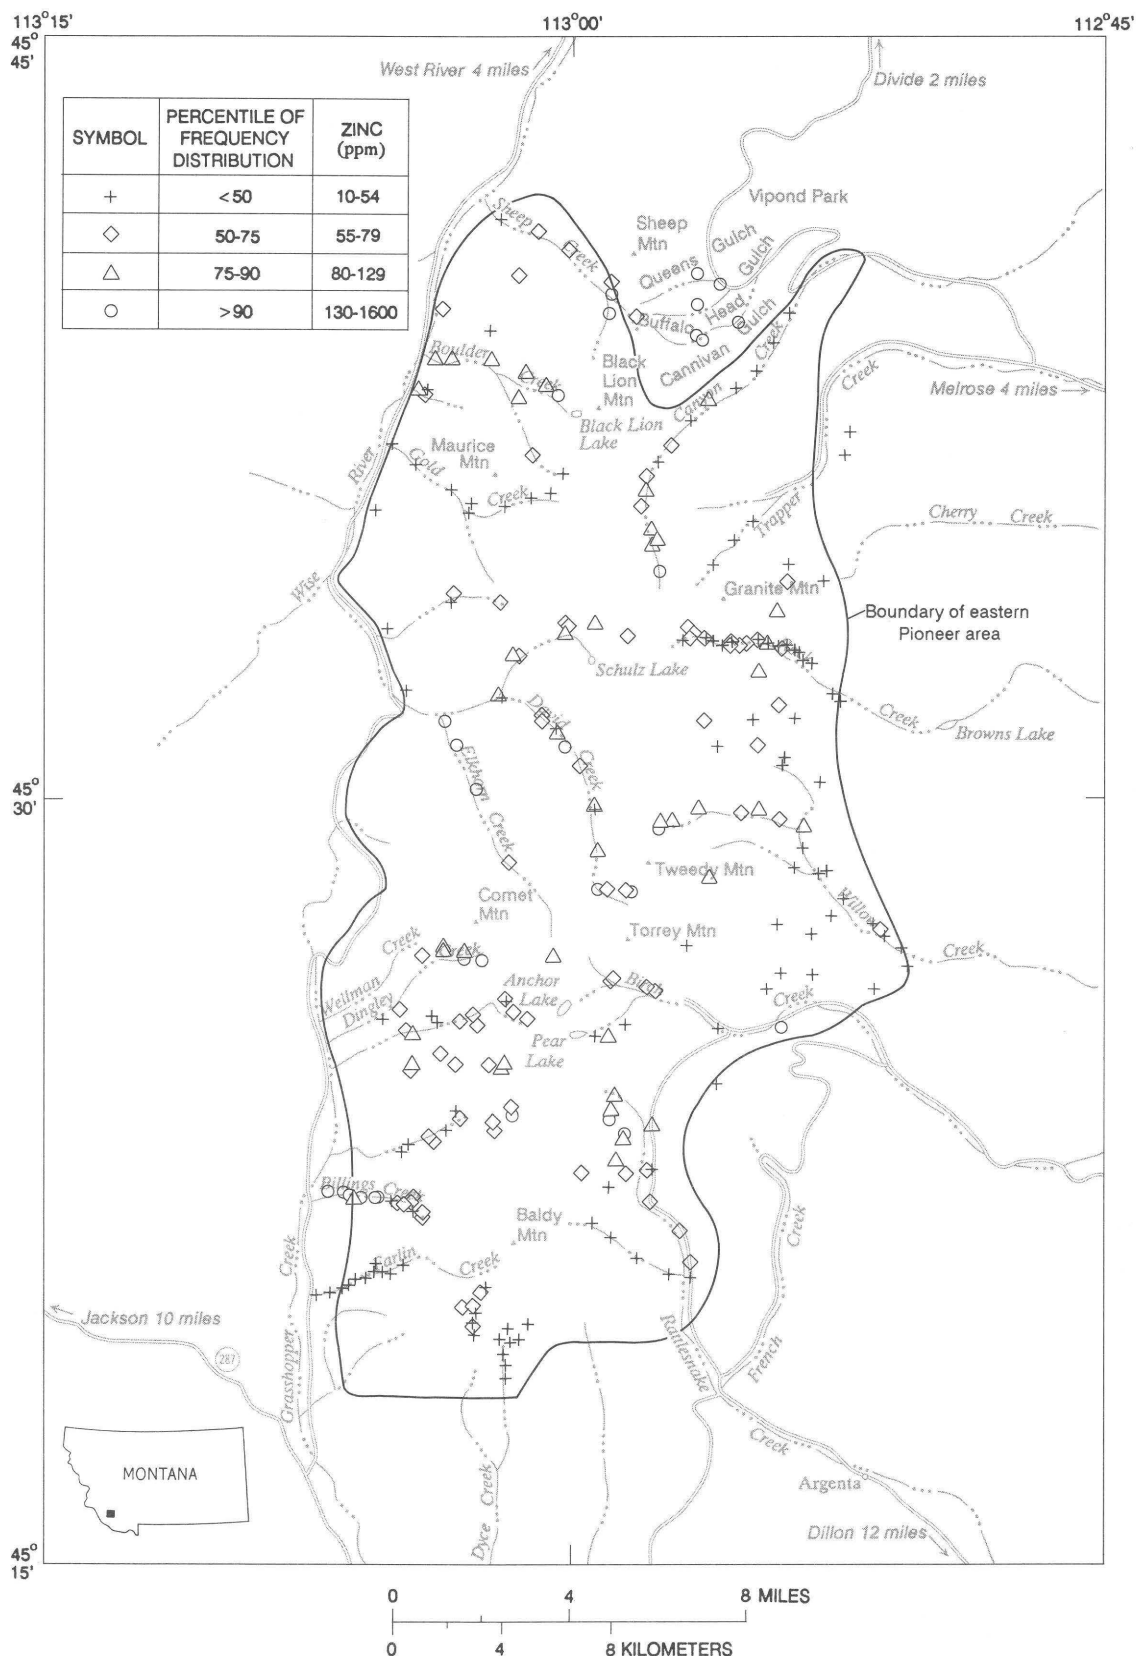 113°15'
113°00'
112°45'
45°
45'
West River 4 miles
Divide 2 miles
SYMBOL
PERCENTILE OF
FREQUENCY
DISTRIBUTION
ZINC
(ppm)
+ <50 10-54
◇ 50-75 55-79
△ 75-90 80-129
○ >90 130-1600
Vipond Park
Sheep
Creek
Sheep
Mtn
Queens
Gulch
Buffalo
Head
Gulch
Cannivan
Gulch
Boulder
Creek
Black
Lion
Mtn
Canyon
Creek
Creek
Melrose 4 miles
Black Lion
Lake
Maurice
Mtn
River
Gold
Creek
Trapper
Cherry Creek
Wise
Granite Mtn
Boundary of eastern
Pioneer area
Schulz Lake
David
Creek
Creek
Browns Lake
Elkhorn
Creek
45°
30'
Tweedy Mtn
Comet
Mtn
Willow
Creek
Torrey Mtn
Creek
Creek
Wellman
Dingley
Anchor
Lake
Birch
Creek
Pear
Lake
Billings
Creek
Baldy
Mtn
Creek
Farlin
Creek
Creek
Jackson 10 miles
287
Grasshopper
Rattlesnake
French
Creek
MONTANA
Dyce
Creek
Argenta
Dillon 12 miles
45°
15'
0 4 8 MILES
0 4 8 KILOMETERS